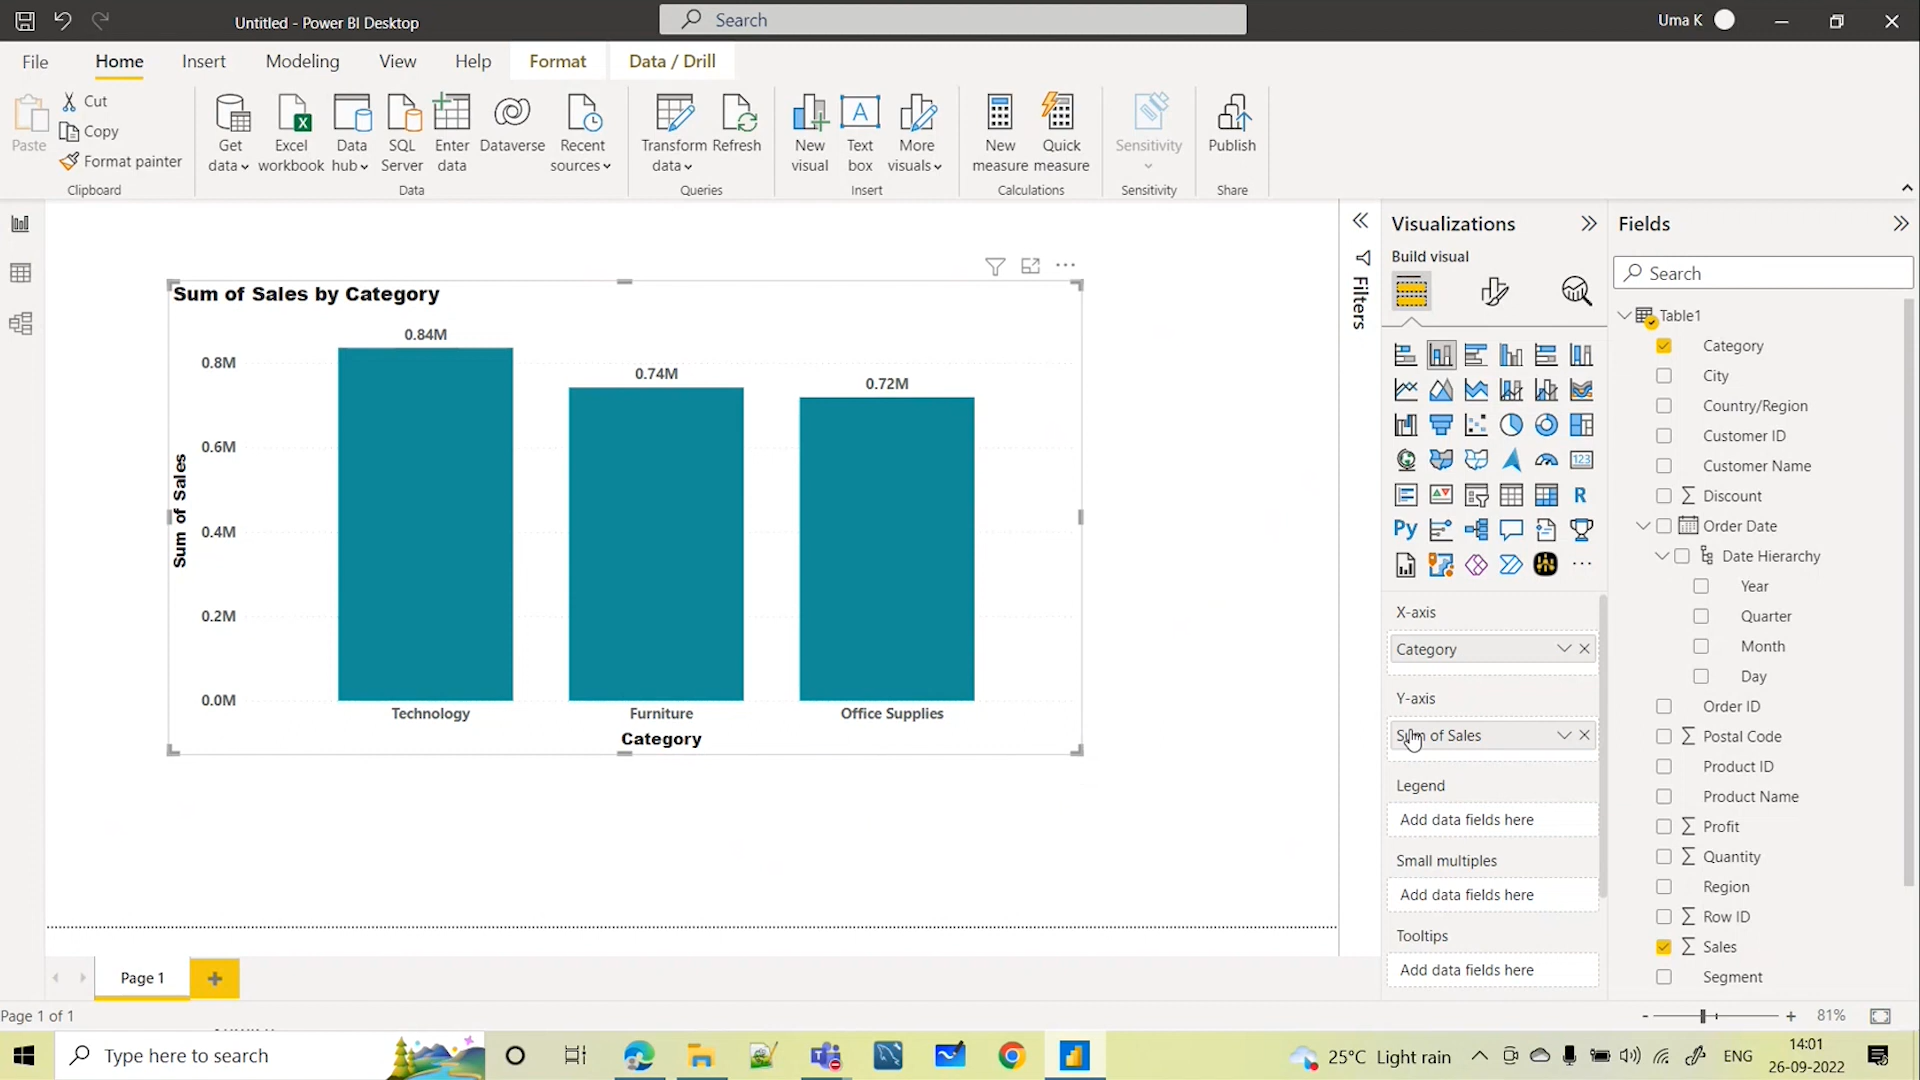 Untitled - Power BI Desktop
Search
Uma K
File
Home
Insert
Modeling
View
Help
Format
Data / Drill
Paste
Cut
Copy
Format painter
Clipboard
Get data
Excel workbook
Data hub
SQL Server
Enter data
Dataverse
Recent sources
Data
Transform data
Refresh
Queries
New visual
Text box
More visuals
Insert
New measure
Quick measure
Calculations
Sensitivity
Sensitivity
Publish
Share
Sum of Sales by Category
0.84M
0.74M
0.72M
0.8M
0.6M
0.4M
0.2M
0.0M
Sum of Sales
Technology
Furniture
Office Supplies
Category
Filters
Visualizations
Build visual
123
R
Py
X-axis
Category
Y-axis
Sum of Sales
Legend
Add data fields here
Small multiples
Add data fields here
Tooltips
Add data fields here
Fields
Search
Table1
Category
City
Country/Region
Customer ID
Customer Name
Discount
Order Date
Date Hierarchy
Year
Quarter
Month
Day
Order ID
Postal Code
Product ID
Product Name
Profit
Quantity
Region
Row ID
Sales
Segment
Page 1
Page 1 of 1
81%
Type here to search
25°C Light rain
ENG
14:01
26-09-2022